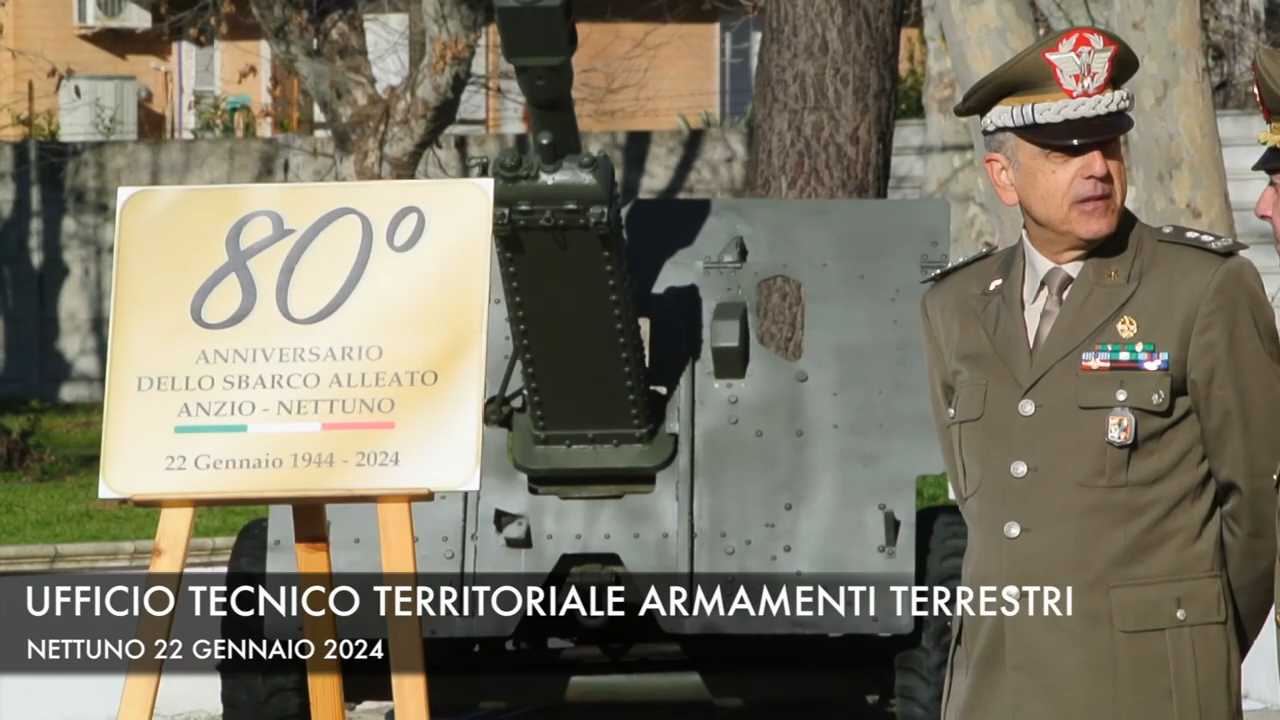 80°
ANNIVERSARIO
DELLO SBARCO ALLEATO
ANZIO - NETTUNO
22 Gennaio 1944 - 2024
UFFICIO TECNICO TERRITORIALE ARMAMENTI TERRESTRI
NETTUNO 22 GENNAIO 2024